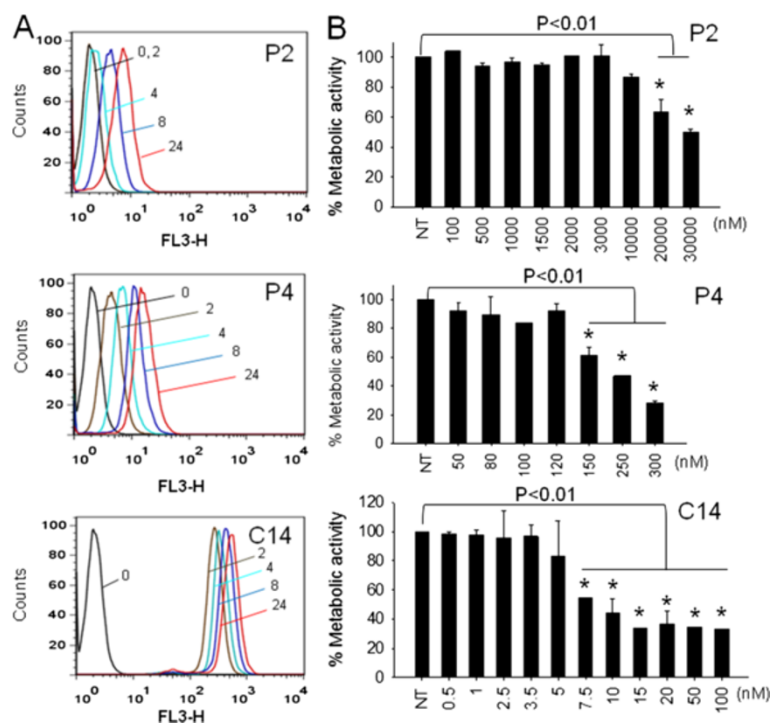 A
P2
100
80
60
40
20
Counts
0, 2
4
8
24
10^0 10^1 10^2 10^3 10^4
FL3-H
P4
100
80
60
40
20
Counts
0
2
4
8
24
10^0 10^1 10^2 10^3 10^4
FL3-H
C14
100
80
60
40
20
Counts
0
2
4
8
24
10^0 10^1 10^2 10^3 10^4
FL3-H
B
P<0.01
P2
120
100
80
60
40
20
0
% Metabolic activity
* *
NT 100 500 1000 1500 2000 3000 10000 20000 30000 (nM)
P<0.01
P4
120
100
80
60
40
20
0
% Metabolic activity
* * *
NT 50 80 100 120 150 250 300 (nM)
P<0.01
C14
120
100
80
60
40
20
0
% Metabolic activity
* * * * * *
NT 0.5 1 2.5 3.5 5 7.5 10 15 20 50 100 (nM)